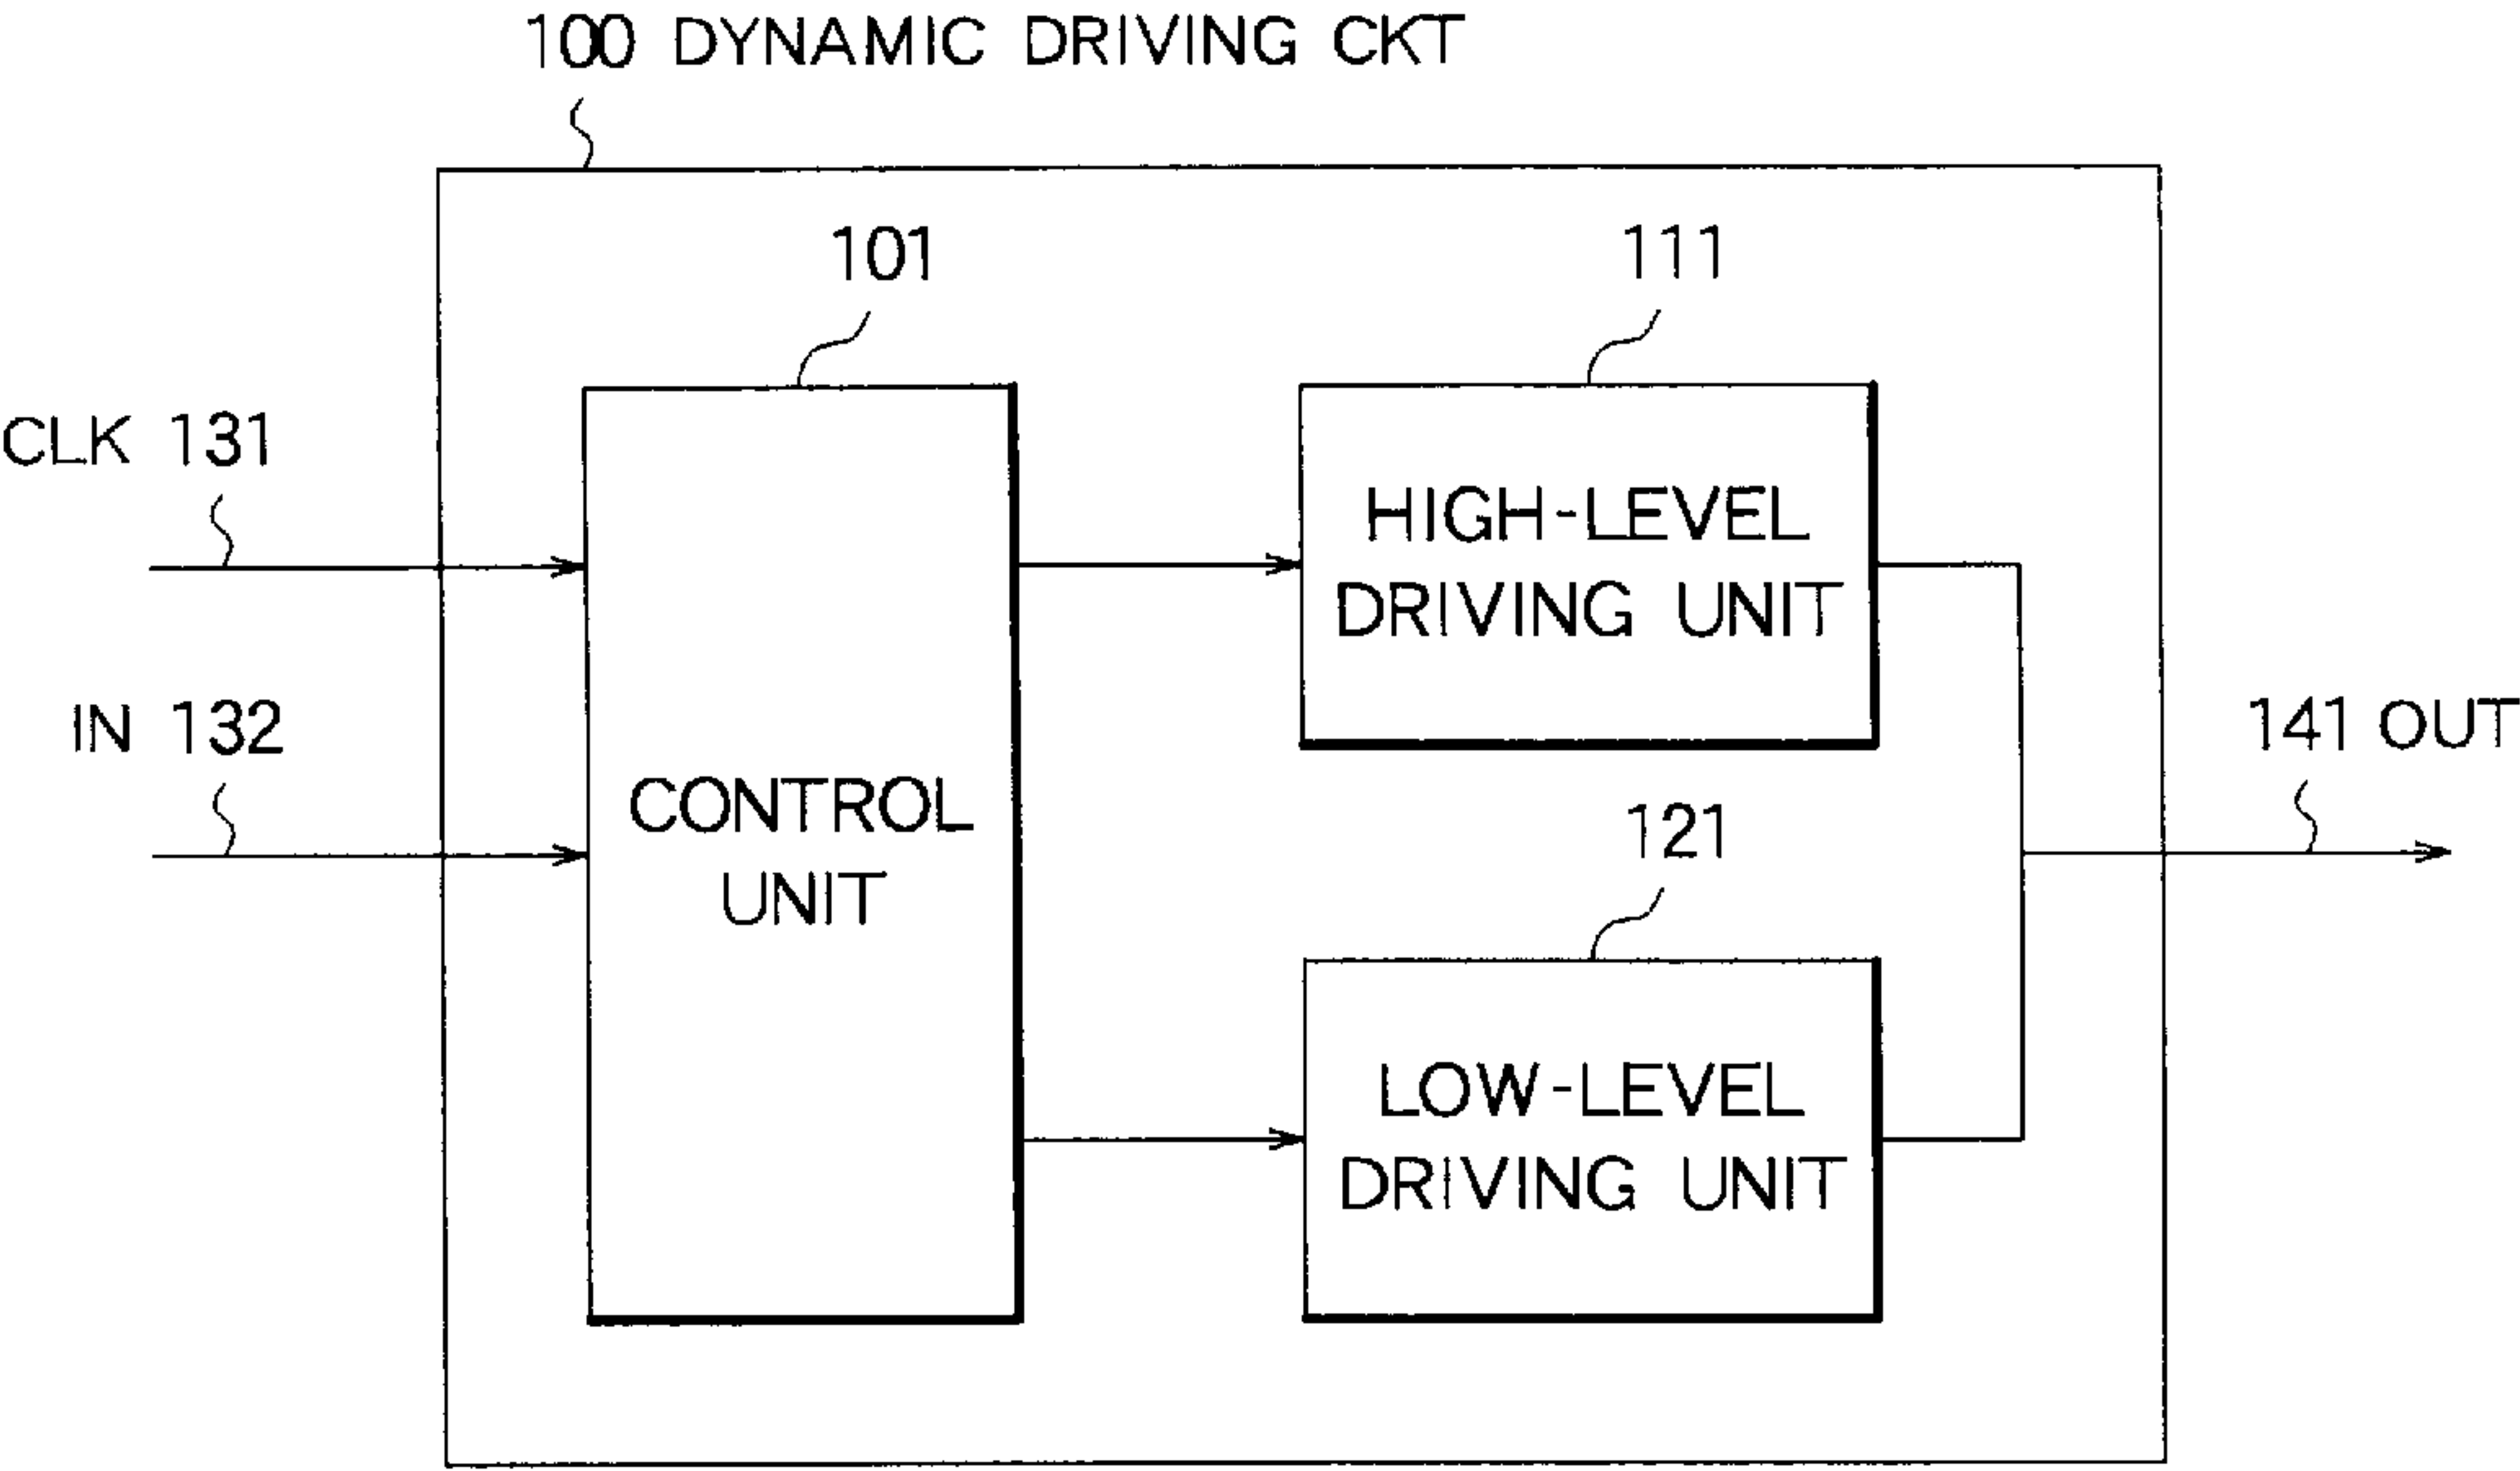 100 DYNAMIC DRIVING CKT
101
111
CLK 131
HIGH-LEVEL
DRIVING UNIT
IN 132
141 OUT
CONTROL
UNIT
121
LOW-LEVEL
DRIVING UNIT